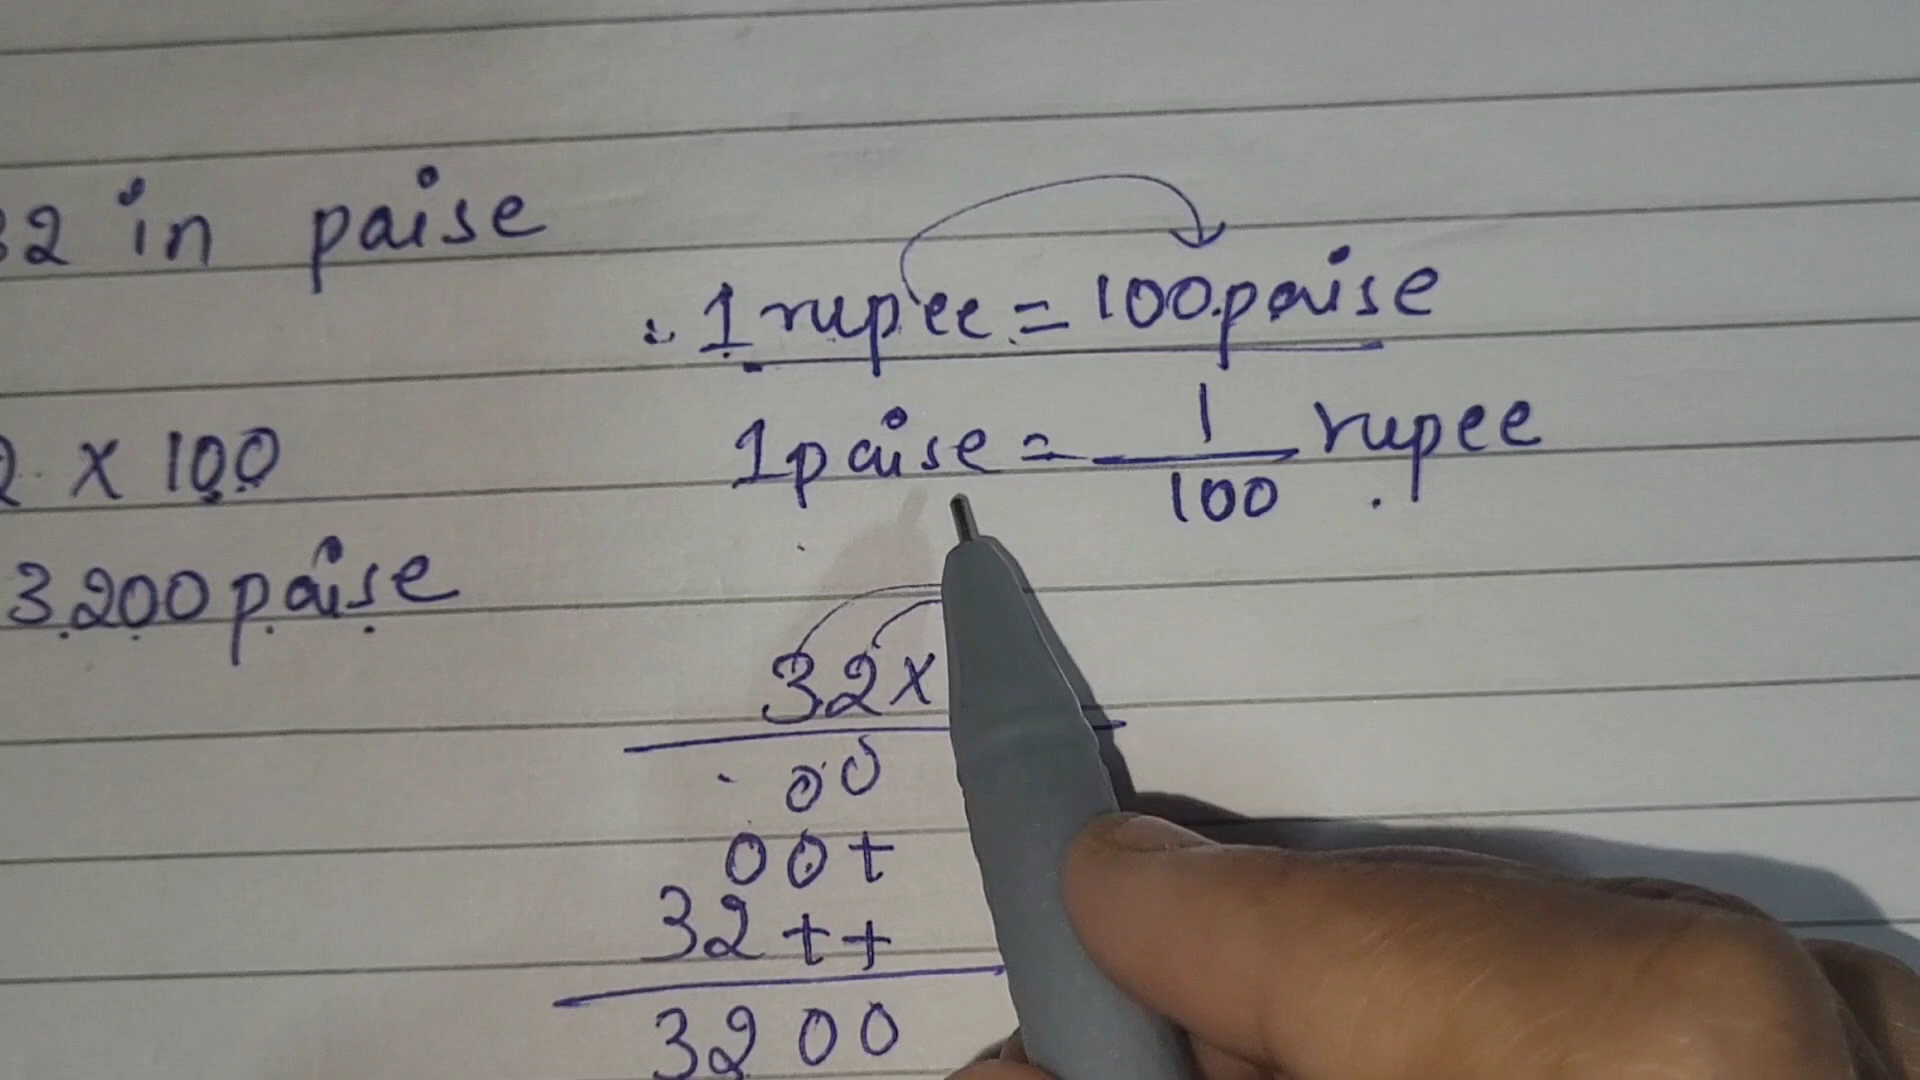 32 in paise
1 rupee = 100 paise
1 paise = 1/100 rupee
2 x 100
3200 paise
32 x
00
00+
32++
3200